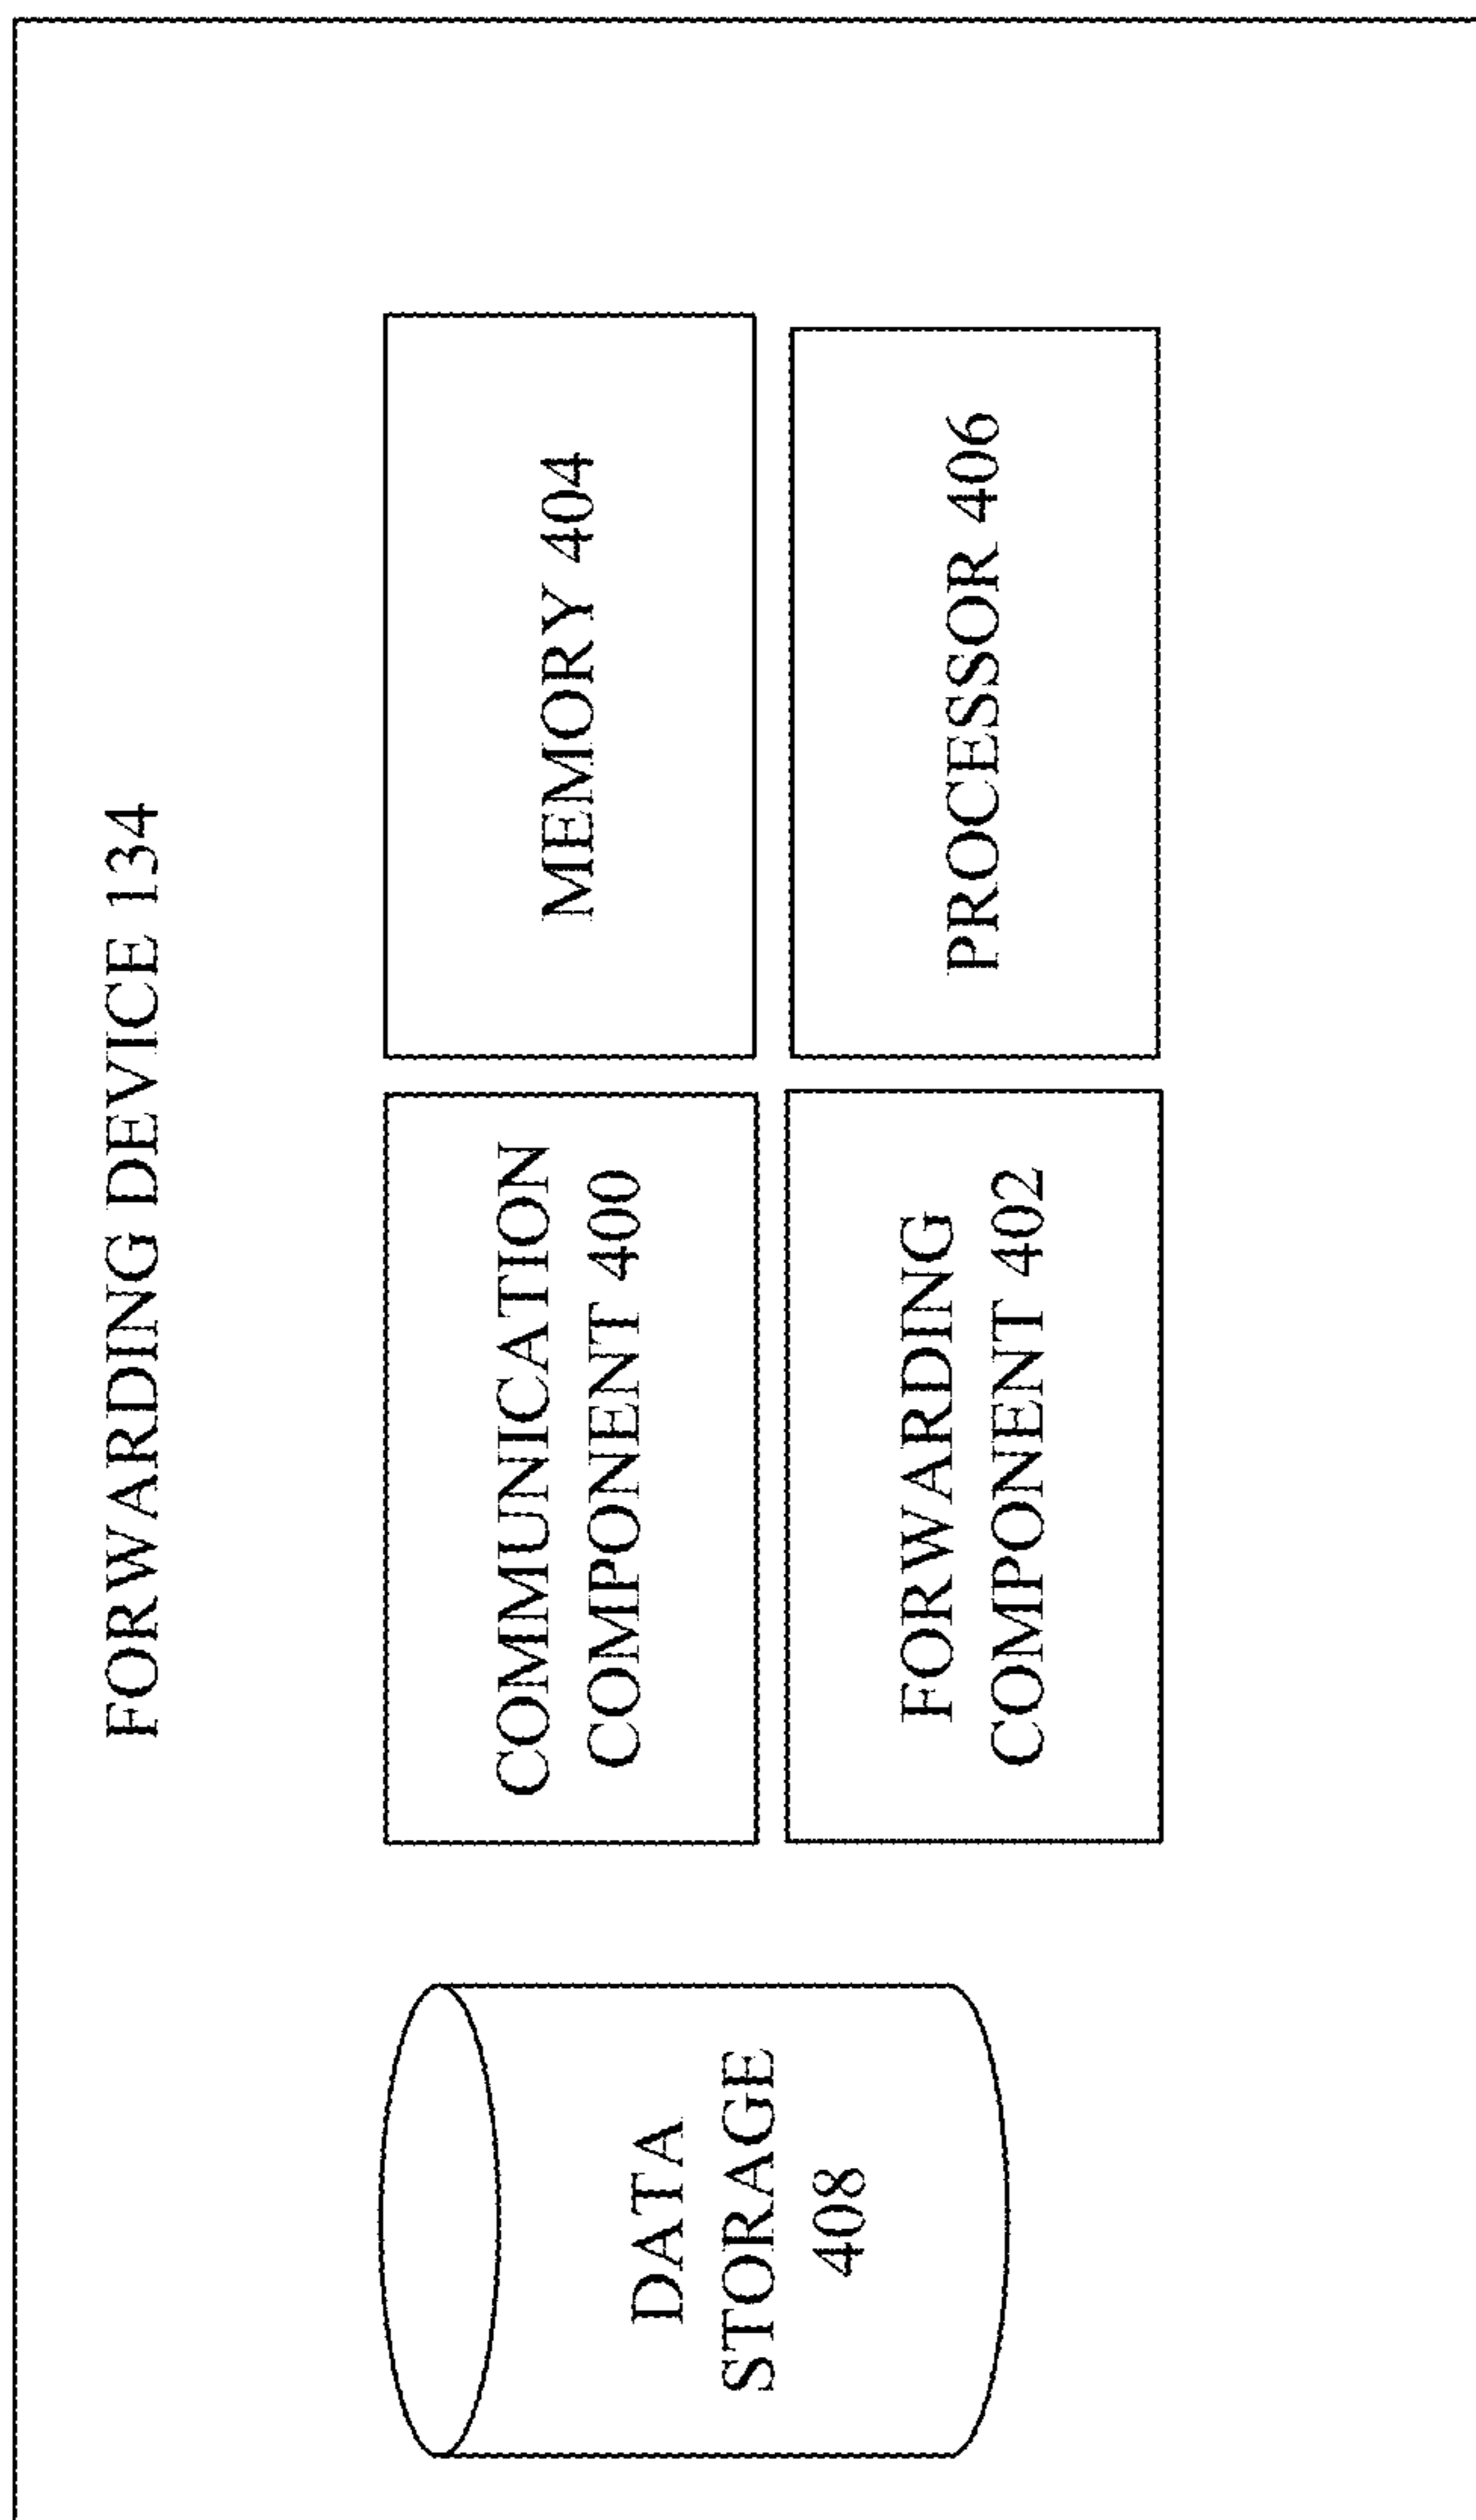 FORWARDING DEVICE 134
DATA
STORAGE
408
COMMUNICATION
COMPONENT 400
MEMORY 404
FORWARDING
COMPONENT 402
PROCESSOR 406